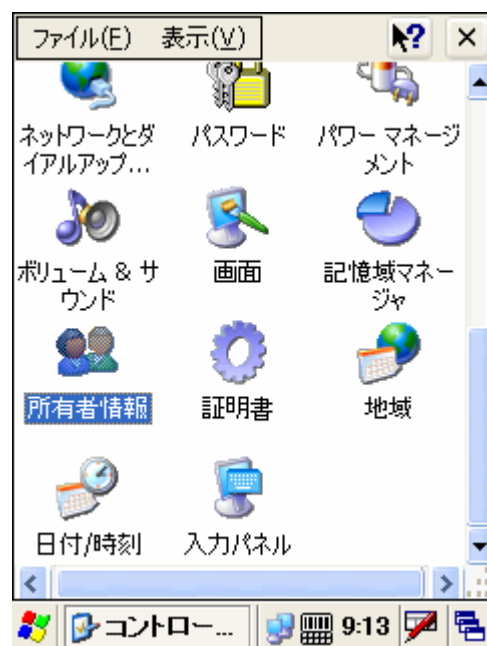 ファイル(F) 表示(V)
ネットワークとダ
イアルアップ...
パスワード
パワー マネージ
メント
ボリューム & サ
ウンド
画面
記憶域マネー
ジャ
所有者情報
証明書
地域
日付/時刻
入力パネル
コントロー... 9:13